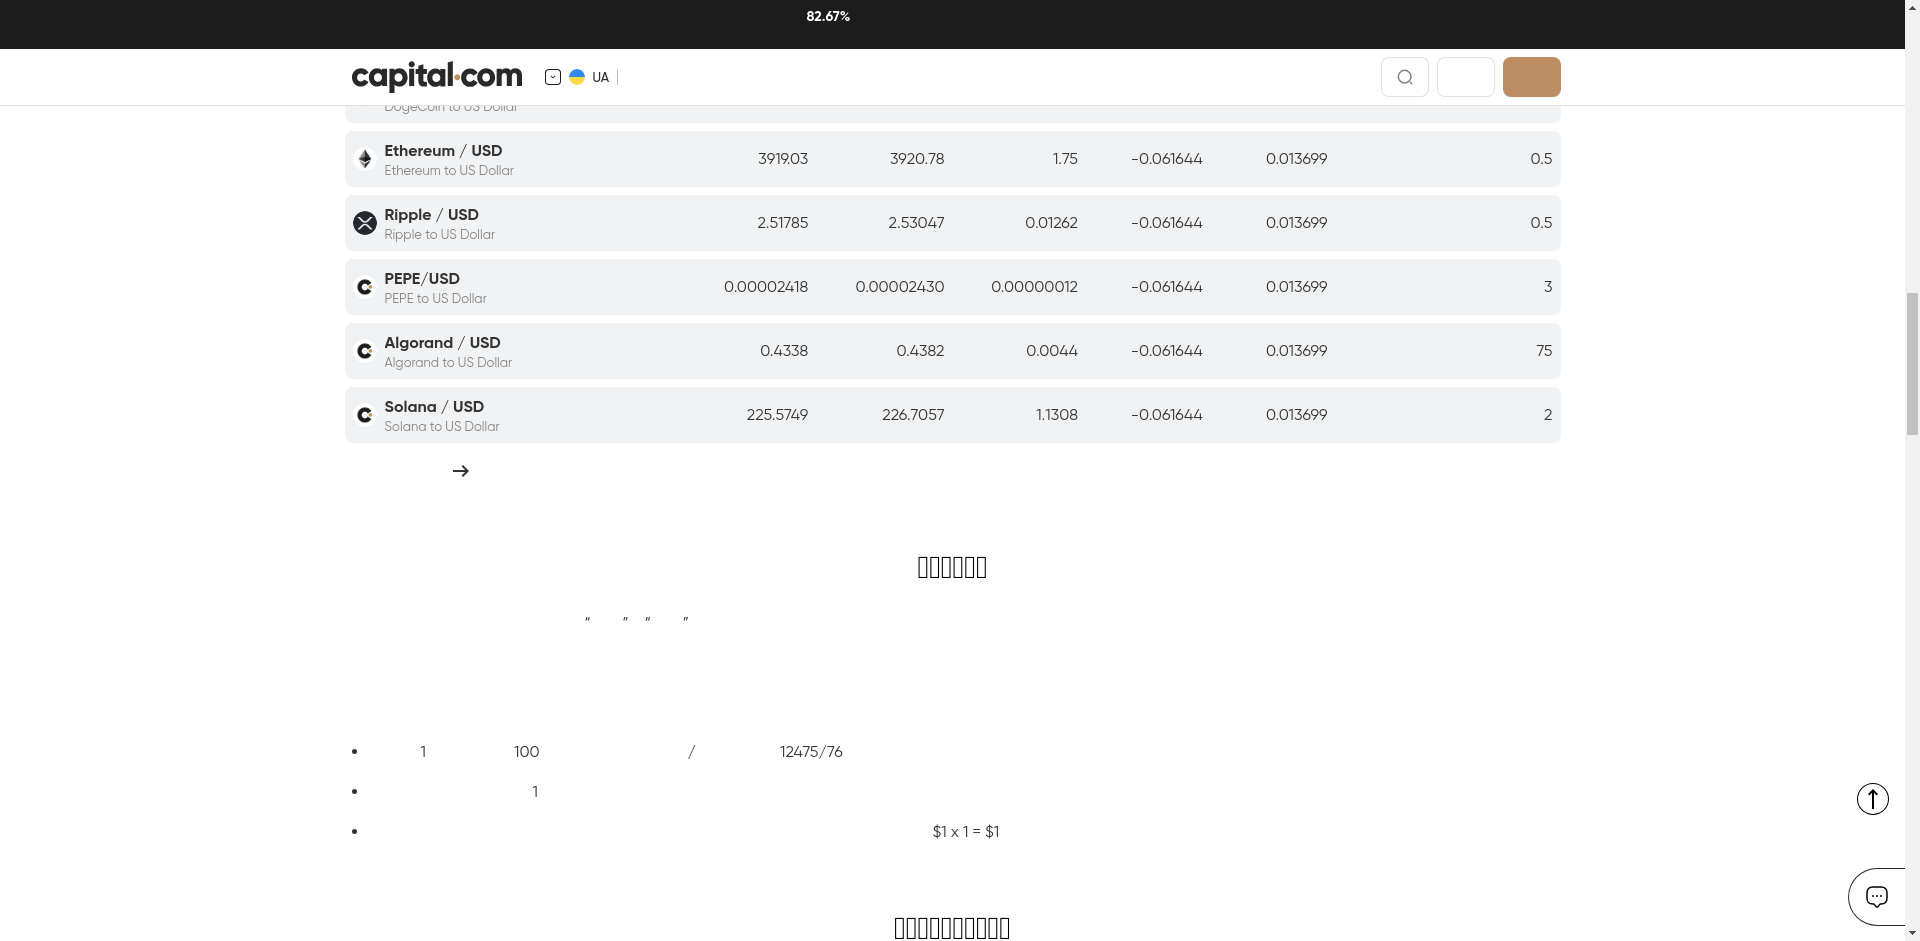 82.67%
capital.com UA
DogeCoin to US Dollar
Ethereum / USD 3919.03 3920.78 1.75 -0.061644 0.013699 0.5
Ethereum to US Dollar
Ripple / USD 2.51785 2.53047 0.01262 -0.061644 0.013699 0.5
Ripple to US Dollar
PEPE/USD 0.00002418 0.00002430 0.00000012 -0.061644 0.013699 3
PEPE to US Dollar
Algorand / USD 0.4338 0.4382 0.0044 -0.061644 0.013699 75
Algorand to US Dollar
Solana / USD 225.5749 226.7057 1.1308 -0.061644 0.013699 2
Solana to US Dollar
“ ” “ ”
• 1 100 / 12475/76
• 1
• $1 x 1 = $1